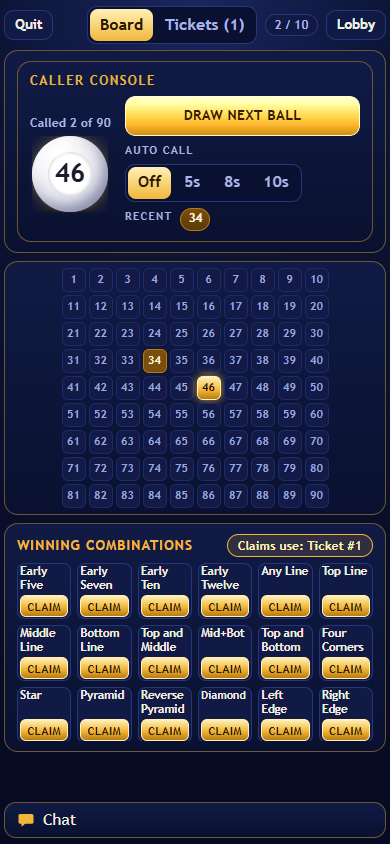 Quit Board Tickets (1) 2 / 10 Lobby
CALLER CONSOLE
Called 2 of 90
46
DRAW NEXT BALL
AUTO CALL
Off 5s 8s 10s
RECENT 34
1 2 3 4 5 6 7 8 9 10
11 12 13 14 15 16 17 18 19 20
21 22 23 24 25 26 27 28 29 30
31 32 33 34 35 36 37 38 39 40
41 42 43 44 45 46 47 48 49 50
51 52 53 54 55 56 57 58 59 60
61 62 63 64 65 66 67 68 69 70
71 72 73 74 75 76 77 78 79 80
81 82 83 84 85 86 87 88 89 90
WINNING COMBINATIONS Claims use: Ticket #1
Early Five
CLAIM
Early Seven
CLAIM
Early Ten
CLAIM
Early Twelve
CLAIM
Any Line
CLAIM
Top Line
CLAIM
Middle Line
CLAIM
Bottom Line
CLAIM
Top and Middle
CLAIM
Mid+Bot
CLAIM
Top and Bottom
CLAIM
Four Corners
CLAIM
Star
CLAIM
Pyramid
CLAIM
Reverse Pyramid
CLAIM
Diamond
CLAIM
Left Edge
CLAIM
Right Edge
CLAIM
Chat